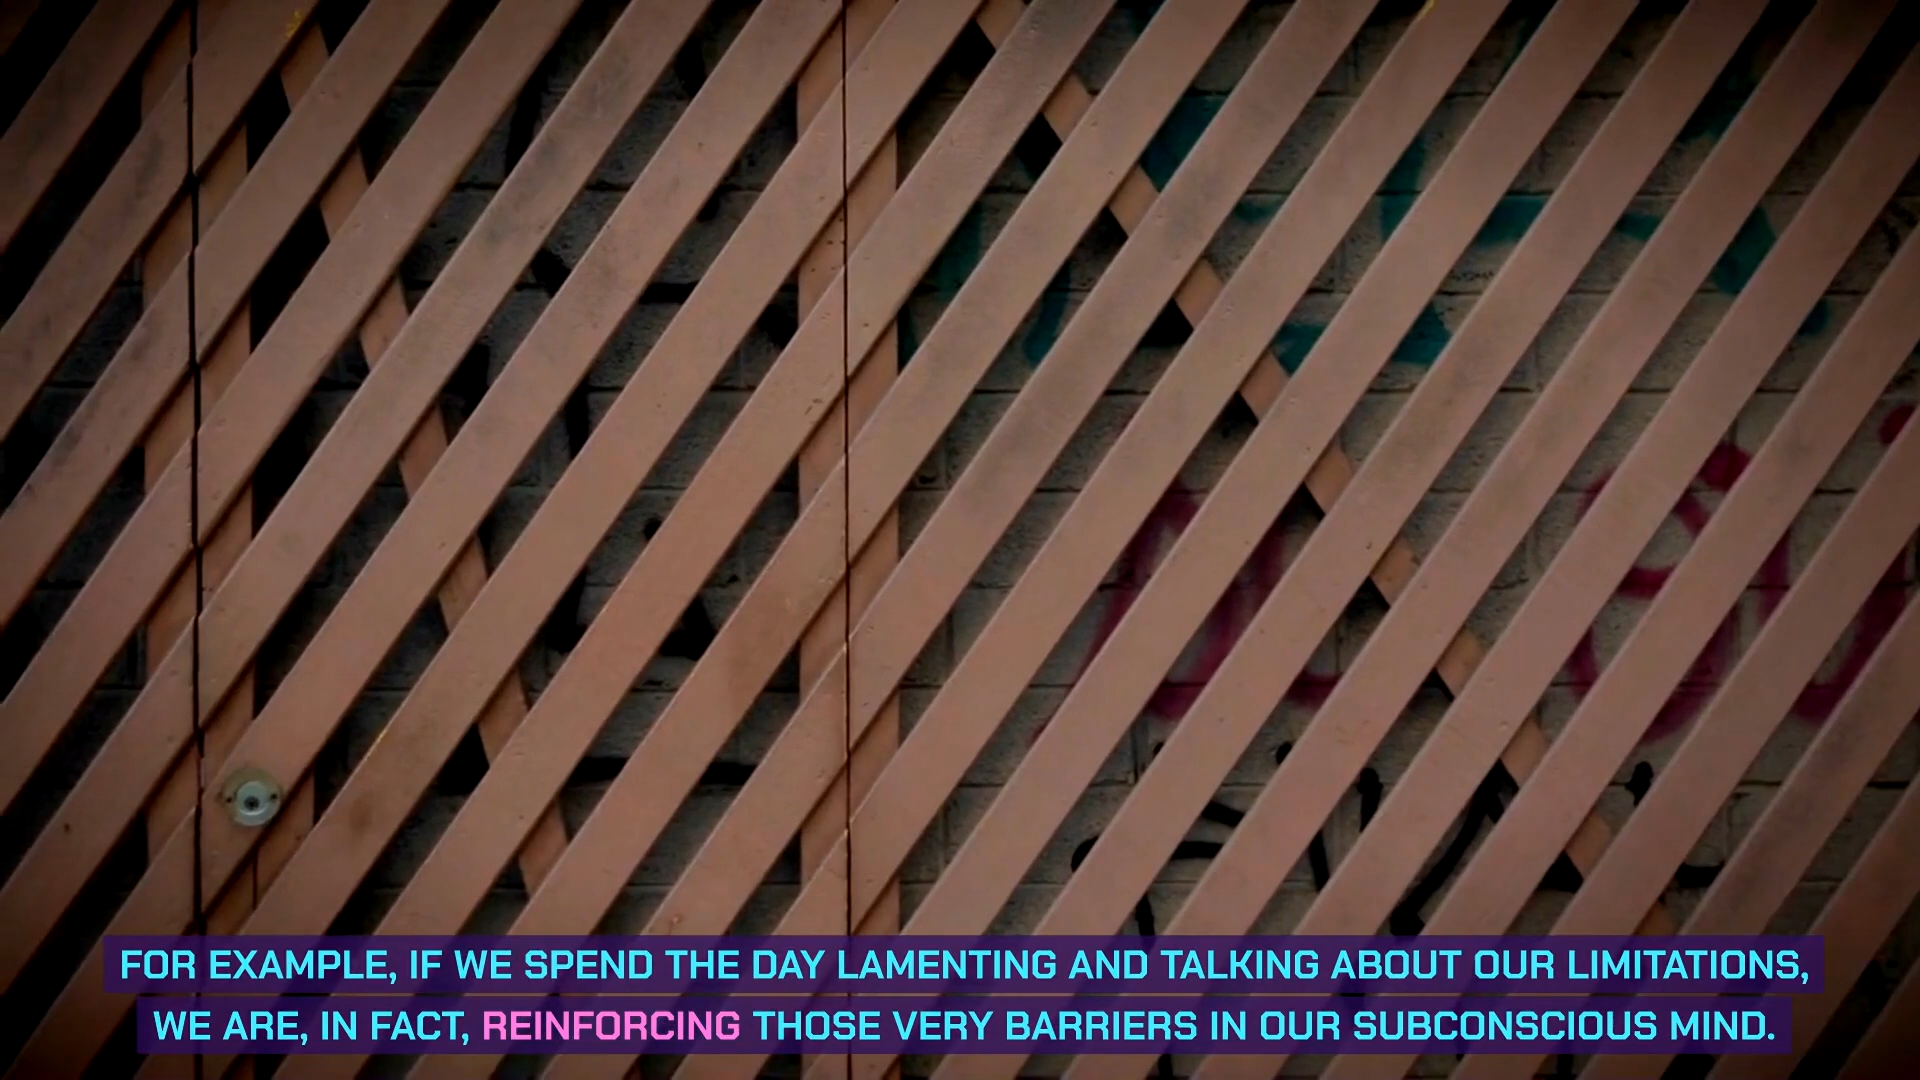 FOR EXAMPLE, IF WE SPEND THE DAY LAMENTING AND TALKING ABOUT OUR LIMITATIONS,
WE ARE, IN FACT, REINFORCING THOSE VERY BARRIERS IN OUR SUBCONSCIOUS MIND.